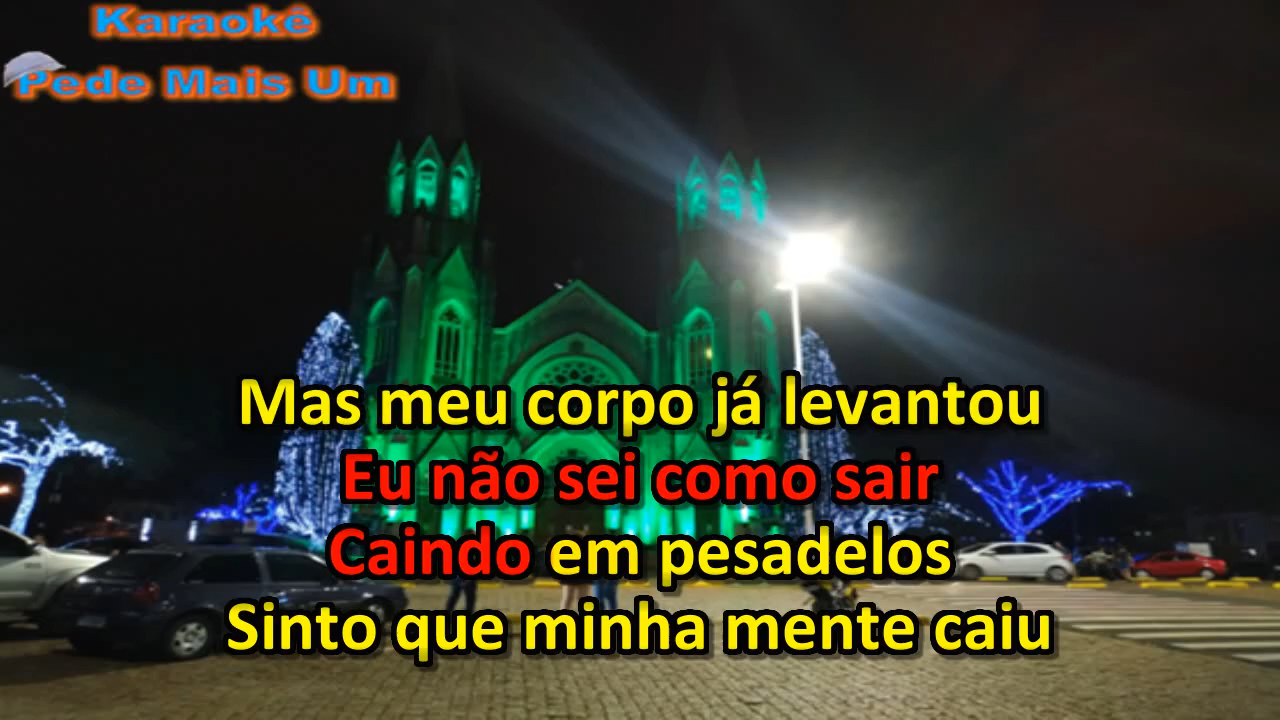 Karaokê
Pede Mais Um
Mas meu corpo já levantou
Eu não sei como sair
Caindo em pesadelos
Sinto que minha mente caiu